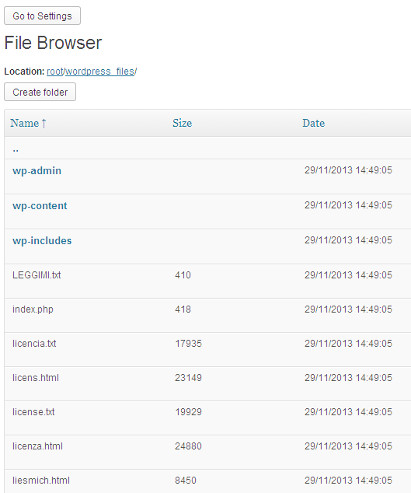 Go to Settings
File Browser
Location: root/wordpress_files/
Create folder
Name ↑ Size Date
..
wp-admin 29/11/2013 14:49:05
wp-content 29/11/2013 14:49:05
wp-includes 29/11/2013 14:49:05
LEGGIMI.txt 410 29/11/2013 14:49:05
index.php 418 29/11/2013 14:49:05
licencia.txt 17935 29/11/2013 14:49:05
licens.html 23149 29/11/2013 14:49:05
license.txt 19929 29/11/2013 14:49:05
licenza.html 24880 29/11/2013 14:49:05
liesmich.html 8450 29/11/2013 14:49:05